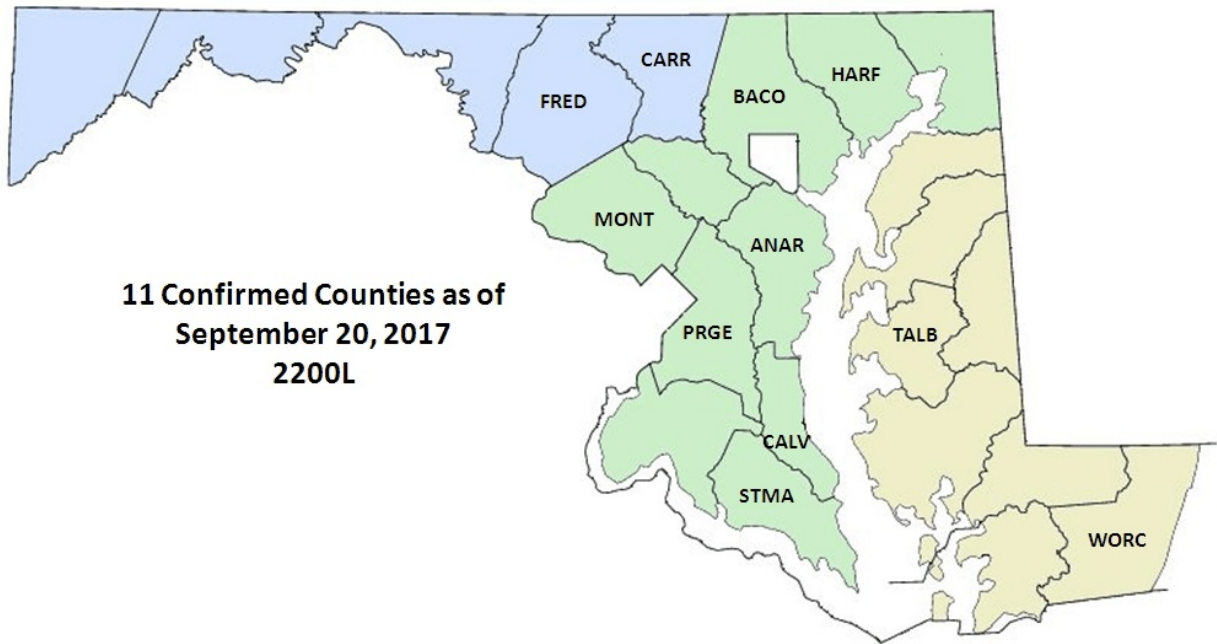 CARR
HARF
FRED
BACO
MONT
ANAR
11 Confirmed Counties as of
September 20, 2017
2200L
PRGE
TALB
CALV
STMA
WORC